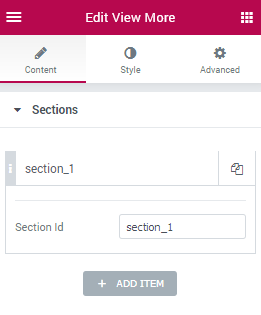 Edit View More
Content Style Advanced
Sections
section_1
Section Id section_1
+ ADD ITEM